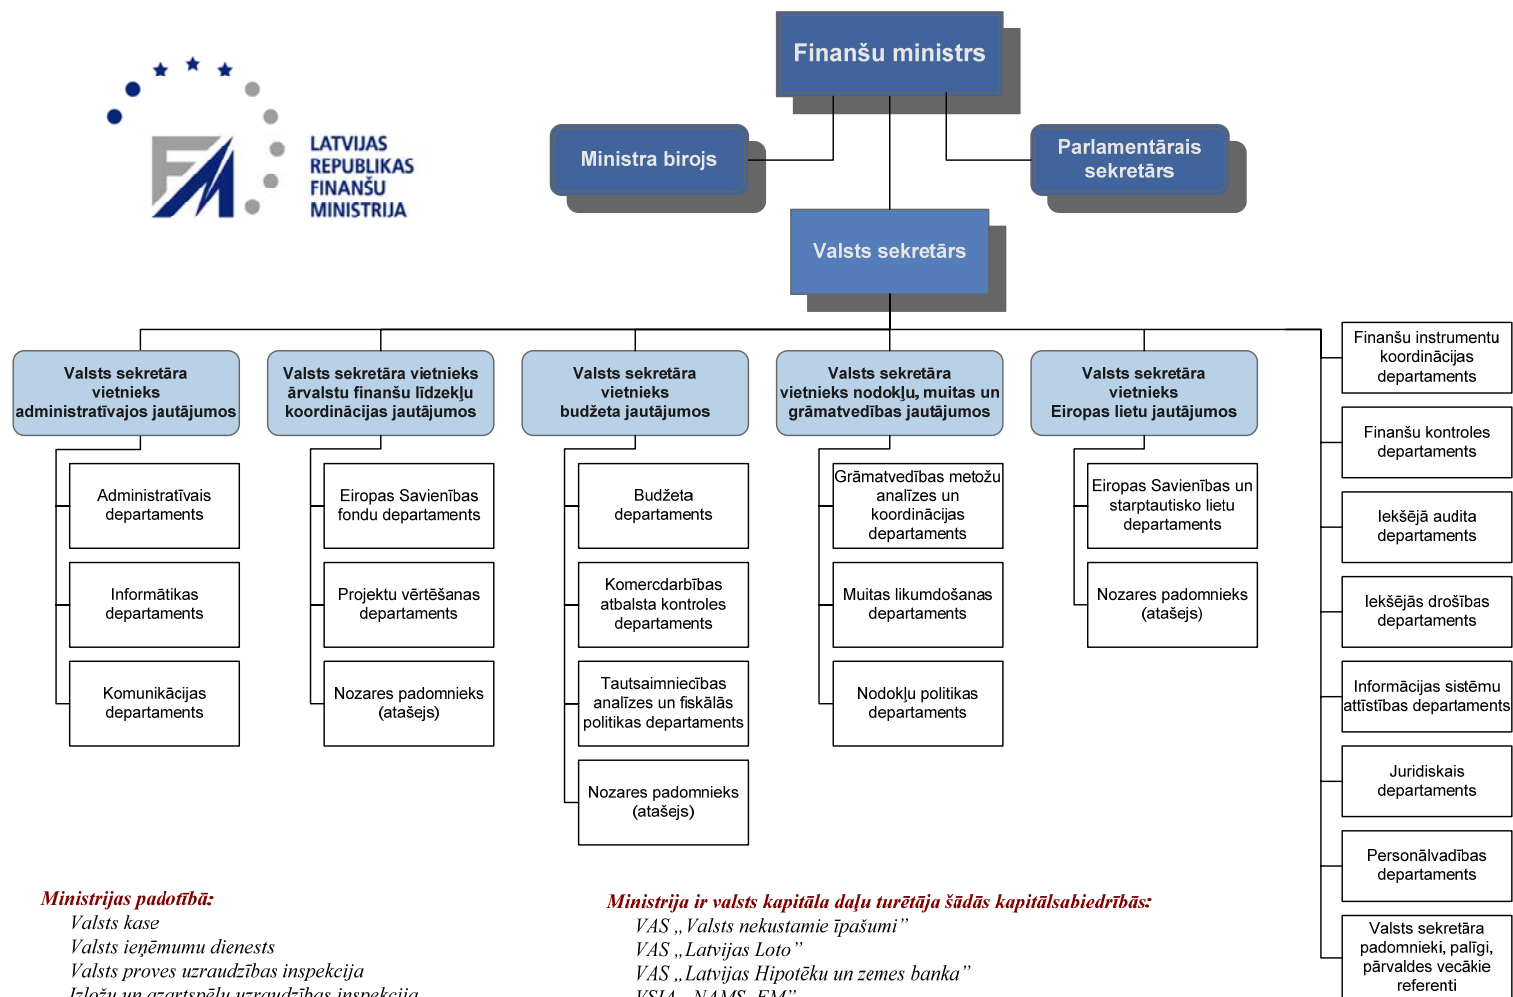 Finanšu ministrs
LATVIJAS
REPUBLIKAS
FINANŠU
MINISTRIJA
Ministra birojs
Parlamentārais
sekretārs
Valsts sekretārs
Valsts sekretāra
vietnieks
administratīvajos jautājumos
Valsts sekretāra vietnieks
ārvalstu finanšu līdzekļu
koordinācijas jautājumos
Valsts sekretāra
vietnieks
budžeta jautājumos
Valsts sekretāra
vietnieks nodokļu, muitas un
grāmatvedības jautājumos
Valsts sekretāra
vietnieks
Eiropas lietu jautājumos
Administratīvais
departaments
Informātikas
departaments
Komunikācijas
departaments
Eiropas Savienības
fondu departaments
Projektu vērtēšanas
departaments
Nozares padomnieks
(atašejs)
Budžeta
departaments
Komercdarbības
atbalsta kontroles
departaments
Tautsaimniecības
analīzes un fiskālās
politikas departaments
Nozares padomnieks
(atašejs)
Grāmatvedības metožu
analīzes un
koordinācijas
departaments
Muitas likumdošanas
departaments
Nodokļu politikas
departaments
Eiropas Savienības un
starptautisko lietu
departaments
Nozares padomnieks
(atašejs)
Finanšu instrumentu
koordinācijas
departaments
Finanšu kontroles
departaments
Iekšējā audita
departaments
Iekšējās drošības
departaments
Informācijas sistēmu
attīstības departaments
Juridiskais
departaments
Personālvadības
departaments
Valsts sekretāra
padomnieki, palīgi,
pārvaldes vecākie
referenti
Ministrijas padotībā:
Valsts kase
Valsts ieņēmumu dienests
Valsts proves uzraudzības inspekcija
Izložu un azartspēļu uzraudzības inspekcija
Ministrija ir valsts kapitāla daļu turētāja šādās kapitālsabiedrībās:
VAS „Valsts nekustamie īpašumi”
VAS „Latvijas Loto”
VAS „Latvijas Hipotēku un zemes banka”
VSIA „NAMS-FM”